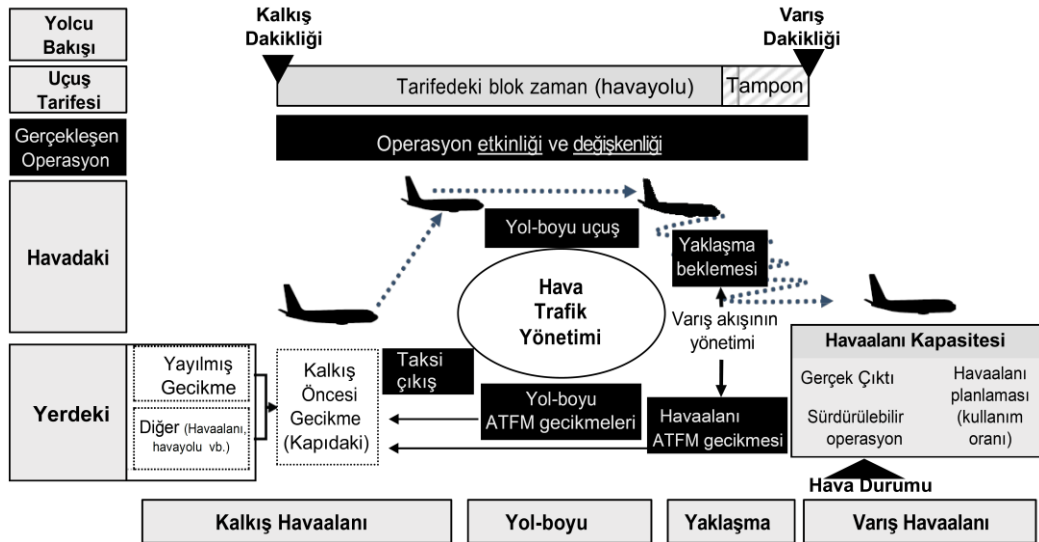 Yolcu
Bakışı
Kalkış
Dakikliği
Varış
Dakikliği
Uçuş
Tarifesi
Tarifedeki blok zaman (havayolu)
Tampon
Gerçekleşen
Operasyon
Operasyon etkinliği ve değişkenliği
Havadaki
Yol-boyu uçuş
Yaklaşma
beklemesi
Hava
Trafik
Yönetimi
Varış akışının
yönetimi
Yerdeki
Yayılmış
Gecikme
Diğer (Havaalanı,
havayolu vb.)
Kalkış
Öncesi
Gecikme
(Kapıdaki)
Taksi
çıkış
Yol-boyu
ATFM gecikmeleri
Havaalanı
ATFM gecikmesi
Havaalanı Kapasitesi
Gerçek Çıktı
Sürdürülebilir
operasyon
Havaalanı
planlaması
(kullanım
oranı)
Hava Durumu
Kalkış Havaalanı
Yol-boyu
Yaklaşma
Varış Havaalanı